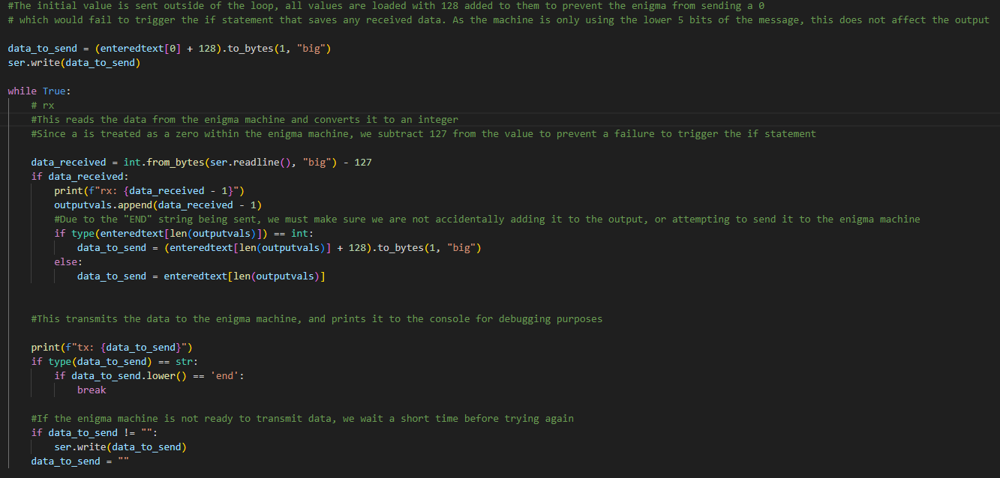 #The initial value is sent outside of the loop, all values are loaded with 128 added to them to prevent the enigma from sending a 0
# which would fail to trigger the if statement that saves any received data. As the machine is only using the lower 5 bits of the message, this does not affect the output
data_to_send = (enteredtext[0] + 128).to_bytes(1, "big")
ser.write(data_to_send)
while True:
    # rx
    #This reads the data from the enigma machine and converts it to an integer
    #Since a is treated as a zero within the enigma machine, we subtract 127 from the value to prevent a failure to trigger the if statement
    data_received = int.from_bytes(ser.readline(), "big") - 127
    if data_received:
        print(f"rx: {data_received - 1}")
        outputvals.append(data_received - 1)
        #Due to the "END" string being sent, we must make sure we are not accidentally adding it to the output, or attempting to send it to the enigma machine
        if type(enteredtext[len(outputvals)]) == int:
            data_to_send = (enteredtext[len(outputvals)] + 128).to_bytes(1, "big")
        else:
            data_to_send = enteredtext[len(outputvals)]
    #This transmits the data to the enigma machine, and prints it to the console for debugging purposes
    print(f"tx: {data_to_send}")
    if type(data_to_send) == str:
        if data_to_send.lower() == 'end':
            break
    #If the enigma machine is not ready to transmit data, we wait a short time before trying again
    if data_to_send != "":
        ser.write(data_to_send)
    data_to_send = ""